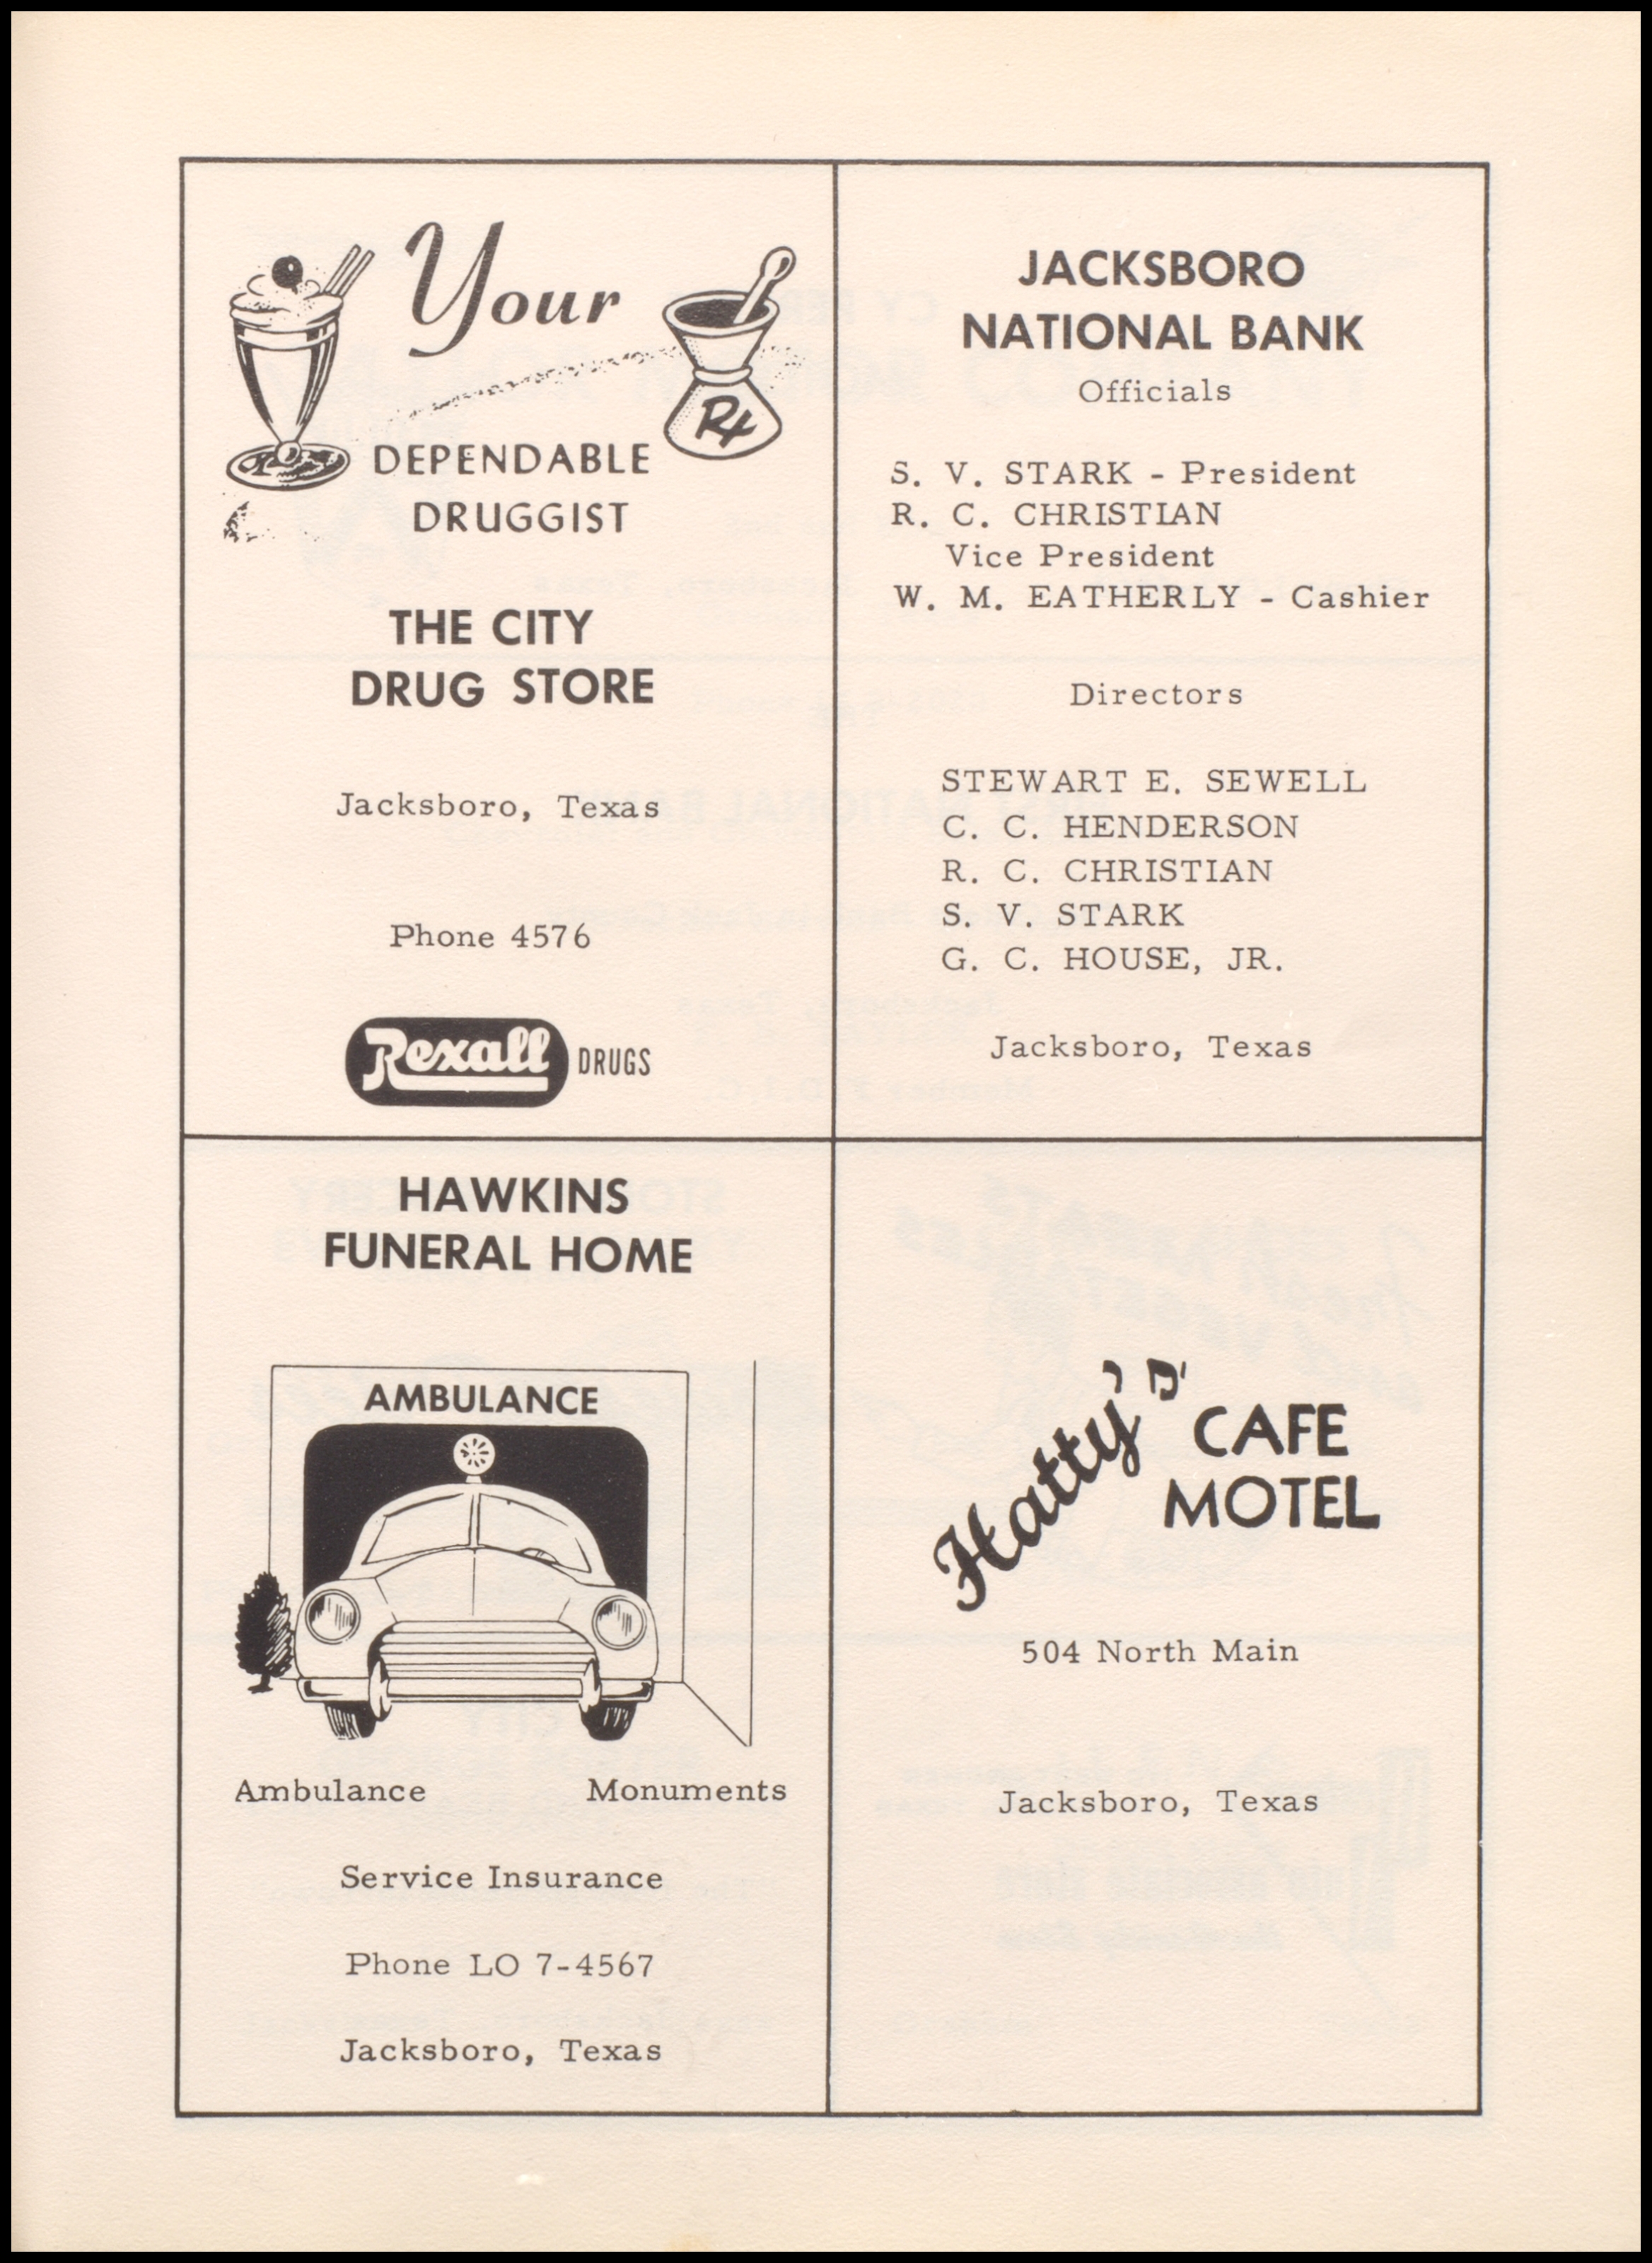 Your
Rx
DEPENDABLE
DRUGGIST
THE CITY
DRUG STORE
Jacksboro, Texas
Phone 4576
Rexall DRUGS
JACKSBORO
NATIONAL BANK
Officials
S. V. STARK - President
R. C. CHRISTIAN
Vice President
W. M. EATHERLY - Cashier
Directors
STEWART E. SEWELL
C. C. HENDERSON
R. C. CHRISTIAN
S. V. STARK
G. C. HOUSE, JR.
Jacksboro, Texas
HAWKINS
FUNERAL HOME
AMBULANCE
Ambulance Monuments
Service Insurance
Phone LO 7-4567
Jacksboro, Texas
Hatty's CAFE
MOTEL
504 North Main
Jacksboro, Texas